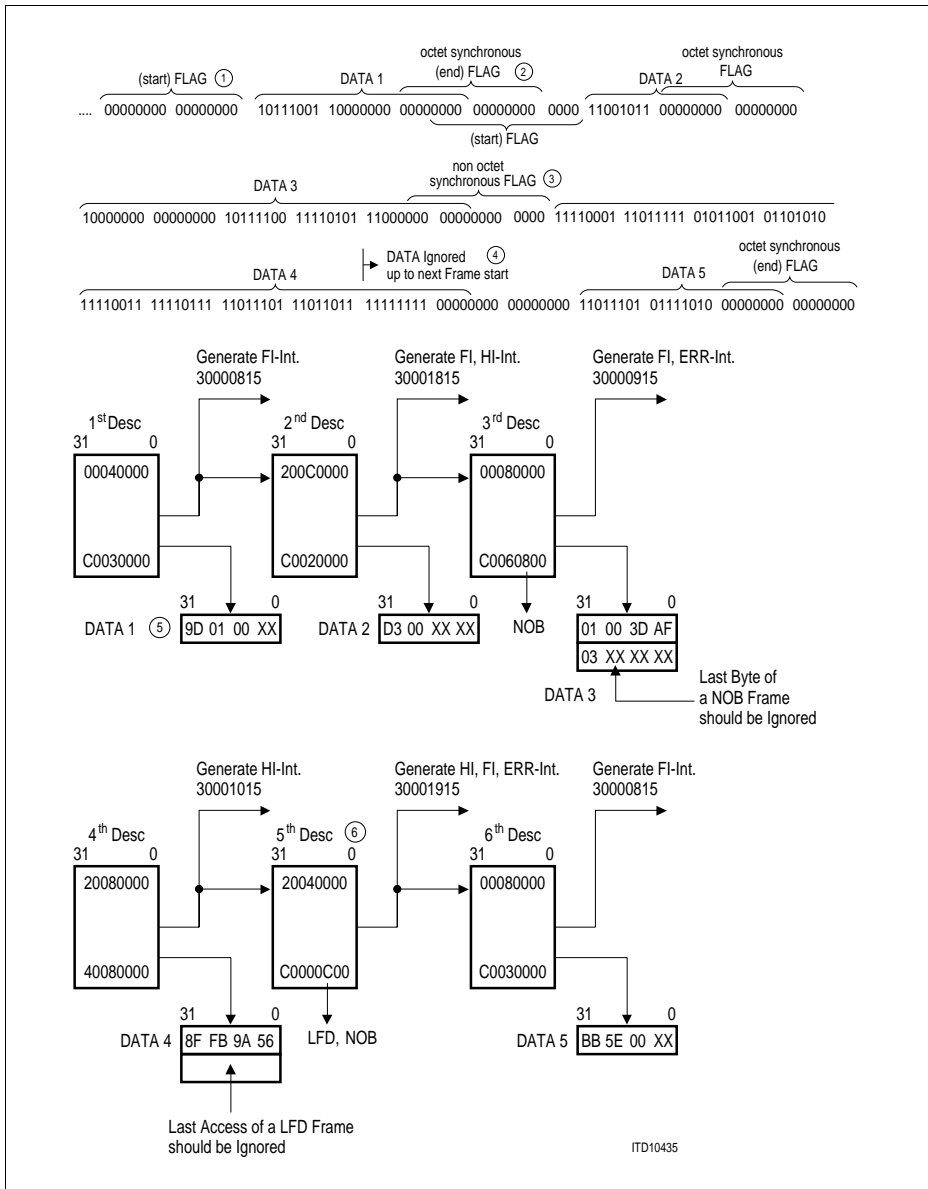 octet synchronous
octet synchronous
(start) FLAG 1
DATA 1
(end) FLAG 2
DATA 2
FLAG
.... 00000000 00000000 10111001 10000000 00000000 00000000 0000 11001011 00000000 00000000
(start) FLAG
non octet
DATA 3
synchronous FLAG 3
10000000 00000000 10111100 11110101 11000000 00000000 0000 11110001 11011111 01011001 01101010
DATA Ignored 4
up to next Frame start
octet synchronous
DATA 4
DATA 5
(end) FLAG
11110011 11110111 11011101 11011011 11111111 00000000 00000000 11011101 01111010 00000000 00000000
Generate FI-Int.
30000815
Generate FI, HI-Int.
30001815
Generate FI, ERR-Int.
30000915
1st Desc
2nd Desc
3rd Desc
31 0
31 0
31 0
00040000
200C0000
00080000
C0030000
C0020000
C0060800
31 0
31 0
NOB
31 0
DATA 1 5 9D 01 00 XX
DATA 2 D3 00 XX XX
01 00 3D AF
03 XX XX XX
DATA 3
Last Byte of
a NOB Frame
should be Ignored
Generate HI-Int.
30001015
Generate HI, FI, ERR-Int.
30001915
Generate FI-Int.
30000815
4th Desc
5th Desc 6
6th Desc
31 0
31 0
31 0
20080000
20040000
00080000
40080000
C0000C00
C0030000
31 0
LFD, NOB
31 0
DATA 4 8F FB 9A 56
DATA 5 BB 5E 00 XX
Last Access of a LFD Frame
should be Ignored
ITD10435